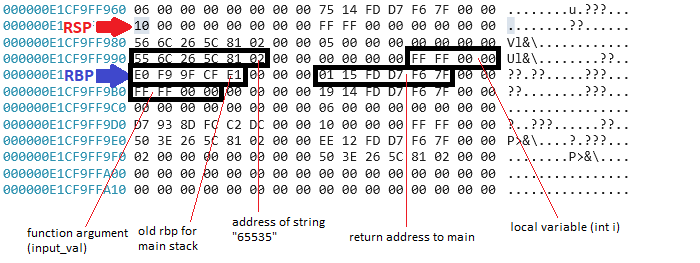 000000E1CF9FF960 06 00 00 00 00 00 00 00 75 14 FD D7 F6 7F 00 00 ........u.???...
RSP 10 00 00 00 00 00 00 00 FF FF 00 00 00 00 00 00 ........??......
000000E1CF9FF980 56 6C 26 5C 81 02 00 00 05 00 00 00 00 00 00 00 Vl&\............
000000E1CF9FF990 55 6C 26 5C 81 02 00 00 00 00 00 00 FF FF 00 00 Ul&\........??..
RBP E0 F9 9F CF E1 00 00 00 01 15 FD D7 F6 7F 00 00 ??.??.....???...
000000E1CF9FF9B0 FF FF 00 00 00 00 00 00 19 14 FD D7 F6 7F 00 00 ??........???...
000000E1CF9FF9C0 00 00 00 00 00 00 00 00 06 00 00 00 00 00 00 00 ................
000000E1CF9FF9D0 D7 93 8D FC C2 DC 00 00 10 00 00 00 FF FF 00 00 ?..???......??..
000000E1CF9FF9E0 50 3E 26 5C 81 02 00 00 EE 12 FD D7 F6 7F 00 00 P>&\....?.???...
000000E1CF9FF9F0 02 00 00 00 00 00 00 00 50 3E 26 5C 81 02 00 00 ........P>&\....
000000E1CF9FFA00 00 00 00 00 00 00 00 00 00 00 00 00 00 00 00 00 ................
000000E1CF9FFA10 00 00 00 00 00 00 00 00 00 00 00 00 00 00 00 00 ................
function argument
(input_val)
old rbp for
main stack
address of string
"65535"
return address to main
local variable (int i)